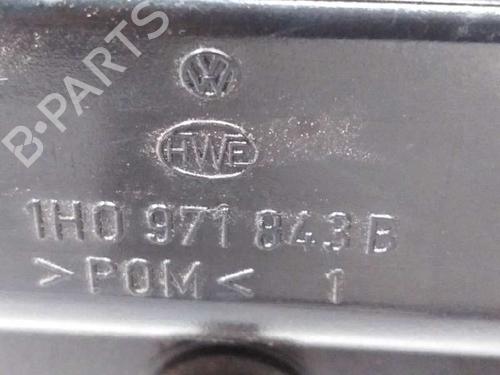 B-PARTS
VW
HWE
1H0 971 843 B
>POM< 1